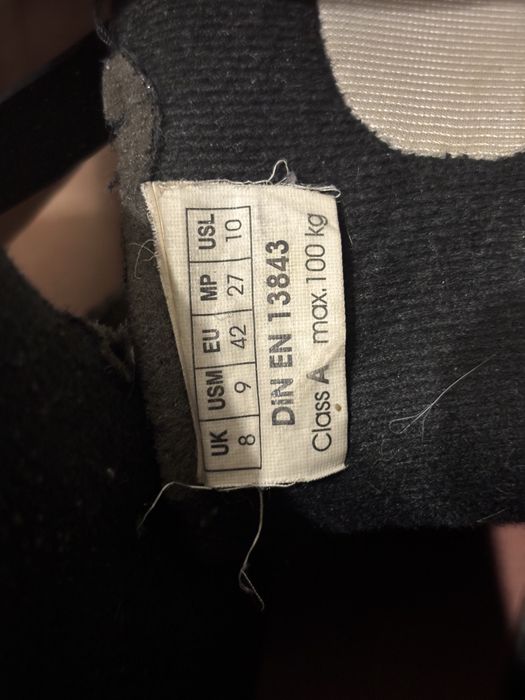 UK USM EU MP USL
8 9 42 27 10
DIN EN 13843
Class A max. 100 kg